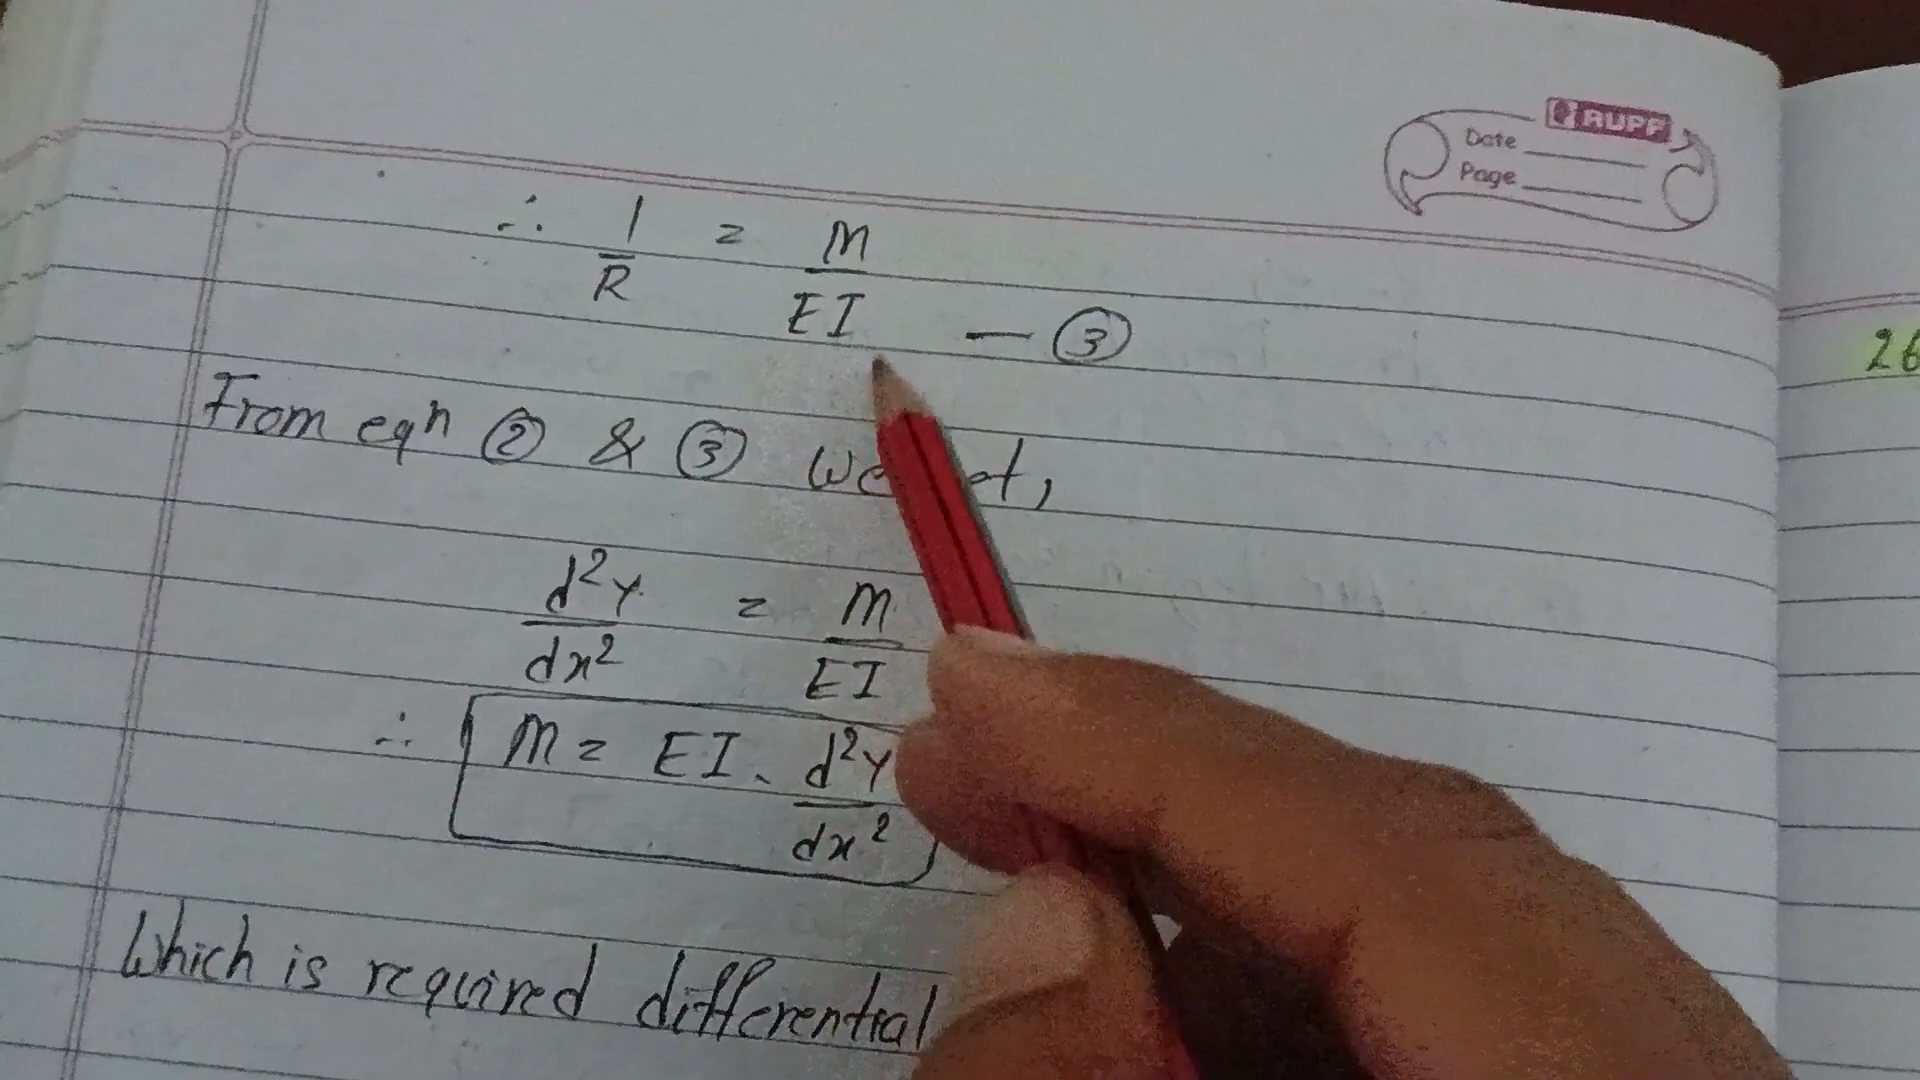 RUPF
Date
Page
∴ 1/R = M/EI — ③
26
From eqn ② & ③ We
d²y/dx² = M/EI
∴ M = EI. d²y/dx²
Which is required differential